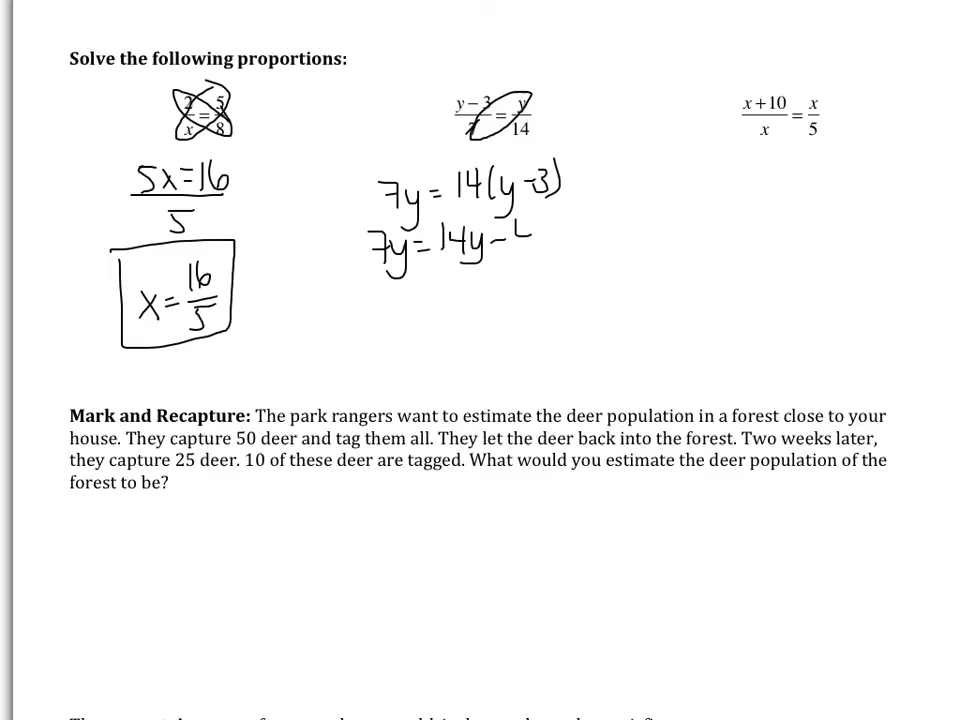 Solve the following proportions:
2/x = 5/8
y − 3/7 = y/14
x + 10/x = x/5
5x = 16
5
x = 16/5
7y = 14(y - 3)
7y = 14y -
Mark and Recapture: The park rangers want to estimate the deer population in a forest close to your
house. They capture 50 deer and tag them all. They let the deer back into the forest. Two weeks later,
they capture 25 deer. 10 of these deer are tagged. What would you estimate the deer population of the
forest to be?